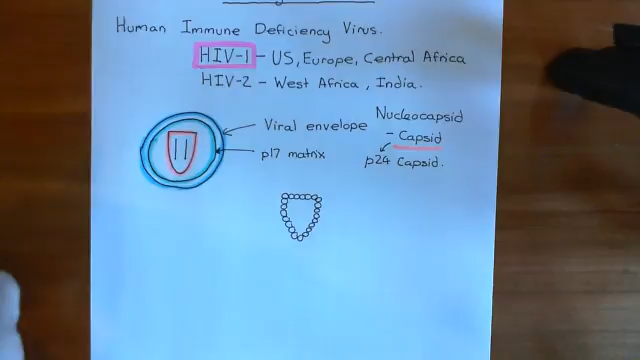 Human Immune Deficiency Virus.
HIV-1 - US, Europe, Central Africa
HIV-2 - West Africa, India.
Nucleocapsid
- Capsid
p24 Capsid.
Viral envelope
p17 matrix